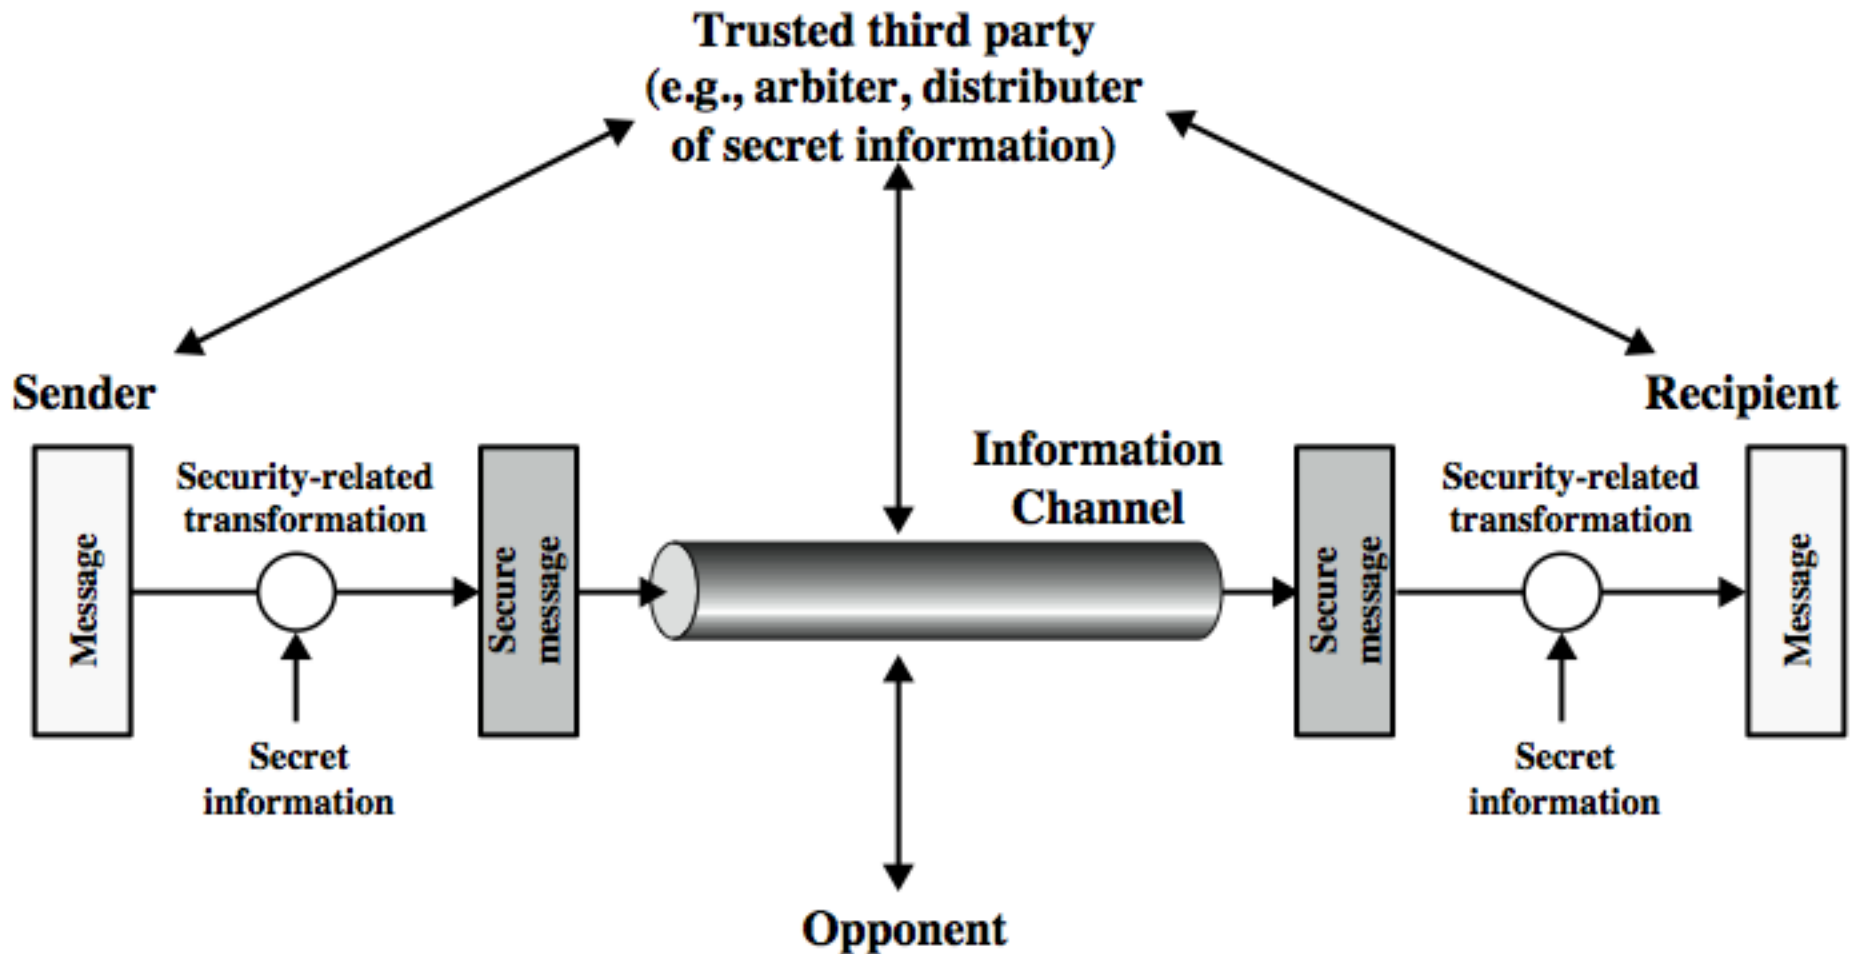 Trusted third party
(e.g., arbiter, distributer
of secret information)
Sender
Recipient
Information
Channel
Security-related
transformation
Security-related
transformation
Message
Secure
message
Secure
message
Message
Secret
information
Secret
information
Opponent